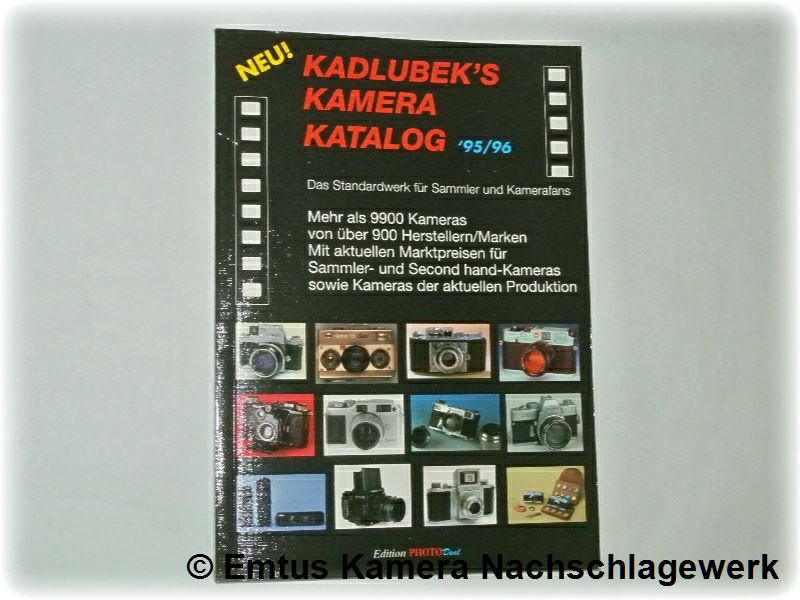 NEU!
KADLUBEK'S
KAMERA
KATALOG '95/96
Das Standardwerk für Sammler und Kamerafans
Mehr als 9900 Kameras
von über 900 Herstellern/Marken
Mit aktuellen Marktpreisen für
Sammler- und Second hand-Kameras
sowie Kameras der aktuellen Produktion
Edition PHOTODeal
© Emtus Kamera Nachschlagewerk